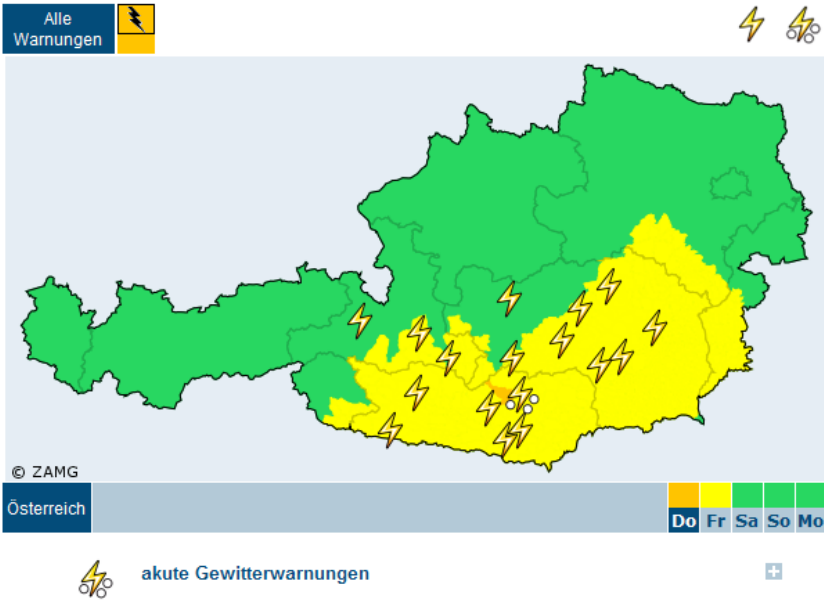 Alle
Warnungen
© ZAMG
Österreich
Do Fr Sa So Mo
akute Gewitterwarnungen